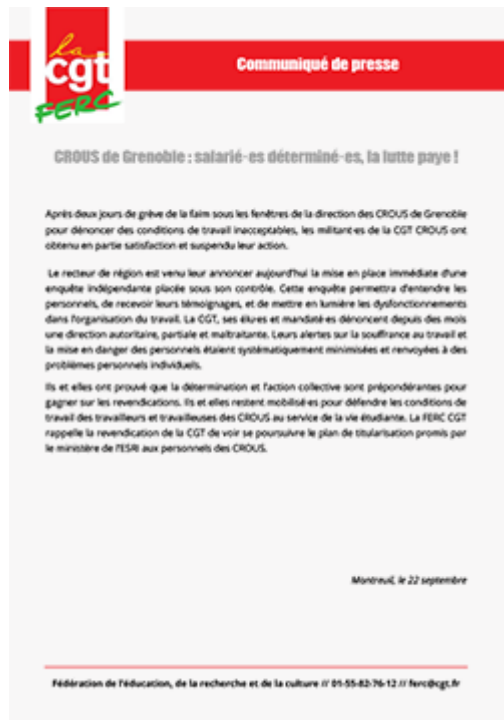 la
cgt
FERC
Communiqué de presse
CROUS de Grenoble : salarié-es déterminé-es, la lutte paye !
Après deux jours de grève de la faim sous les fenêtres de la direction des CROUS de Grenoble
pour dénoncer des conditions de travail inacceptables, les militant·es de la CGT CROUS ont
obtenu en partie satisfaction et suspendu leur action.
Le recteur de région est venu leur annoncer aujourd'hui la mise en place immédiate d'une
enquête indépendante placée sous son contrôle. Cette enquête permettra d'entendre les
personnels, de recevoir leurs témoignages, et de mettre en lumière les dysfonctionnements
dans l'organisation du travail. La CGT, ses élu·es et mandaté·es dénoncent depuis des mois
une direction autoritaire, partiale et maltraitante. Leurs alertes sur la souffrance au travail et
la mise en danger des personnels étaient systématiquement minimisées et renvoyées à des
problèmes personnels individuels.
Ils et elles ont prouvé que la détermination et l'action collective sont prépondérantes pour
gagner sur les revendications. Ils et elles restent mobilisé·es pour défendre les conditions de
travail des travailleurs et travailleuses des CROUS au service de la vie étudiante. La FERC CGT
rappelle la revendication de la CGT de voir se poursuivre le plan de titularisation promis par
le ministère de l'ESRI aux personnels des CROUS.
Montreuil, le 22 septembre
Fédération de l'éducation, de la recherche et de la culture // 01-55-82-76-12 // ferc@cgt.fr